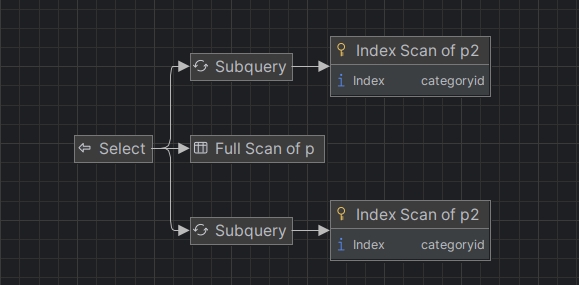 Index Scan of p2
Subquery
i Index categoryid
Select
Full Scan of p
Index Scan of p2
Subquery
i Index categoryid